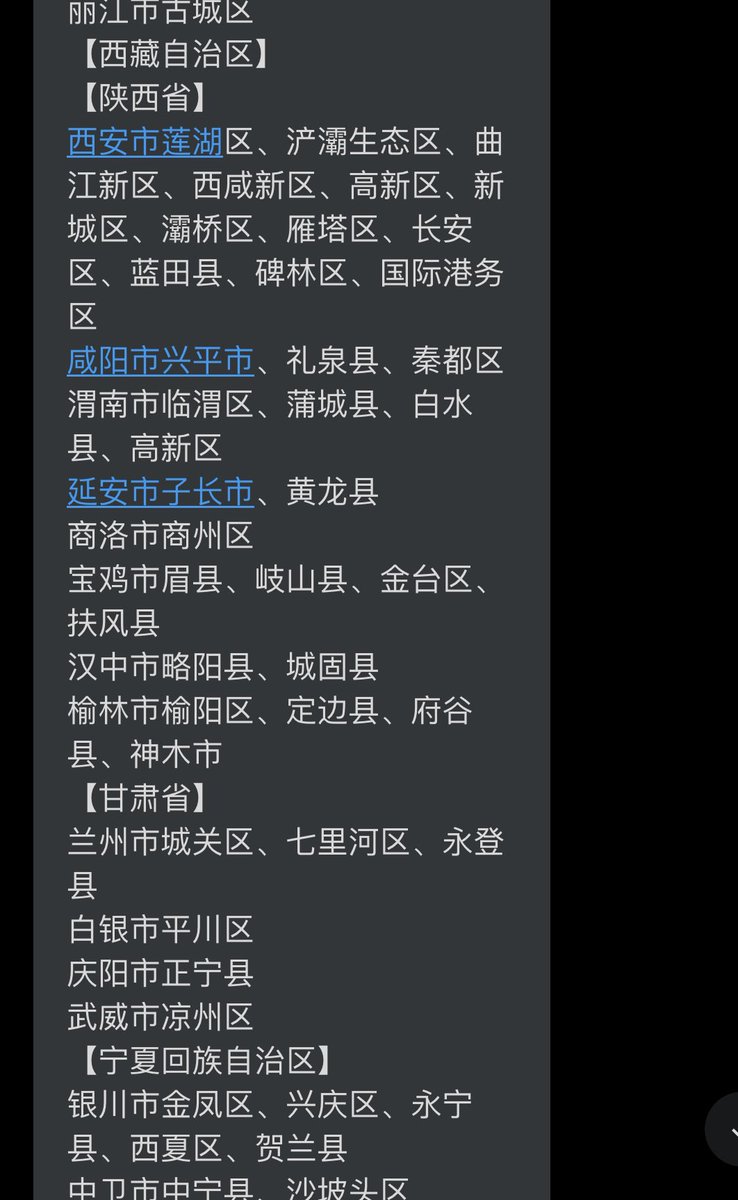 丽江市古城区
【西藏自治区】
【陕西省】
西安市莲湖区、浐灞生态区、曲
江新区、西咸新区、高新区、新
城区、灞桥区、雁塔区、长安
区、蓝田县、碑林区、国际港务
区
咸阳市兴平市、礼泉县、秦都区
渭南市临渭区、蒲城县、白水
县、高新区
延安市子长市、黄龙县
商洛市商州区
宝鸡市眉县、岐山县、金台区、
扶风县
汉中市略阳县、城固县
榆林市榆阳区、定边县、府谷
县、神木市
【甘肃省】
兰州市城关区、七里河区、永登
县
白银市平川区
庆阳市正宁县
武威市凉州区
【宁夏回族自治区】
银川市金凤区、兴庆区、永宁
县、西夏区、贺兰县
中卫市中宁县、沙坡头区